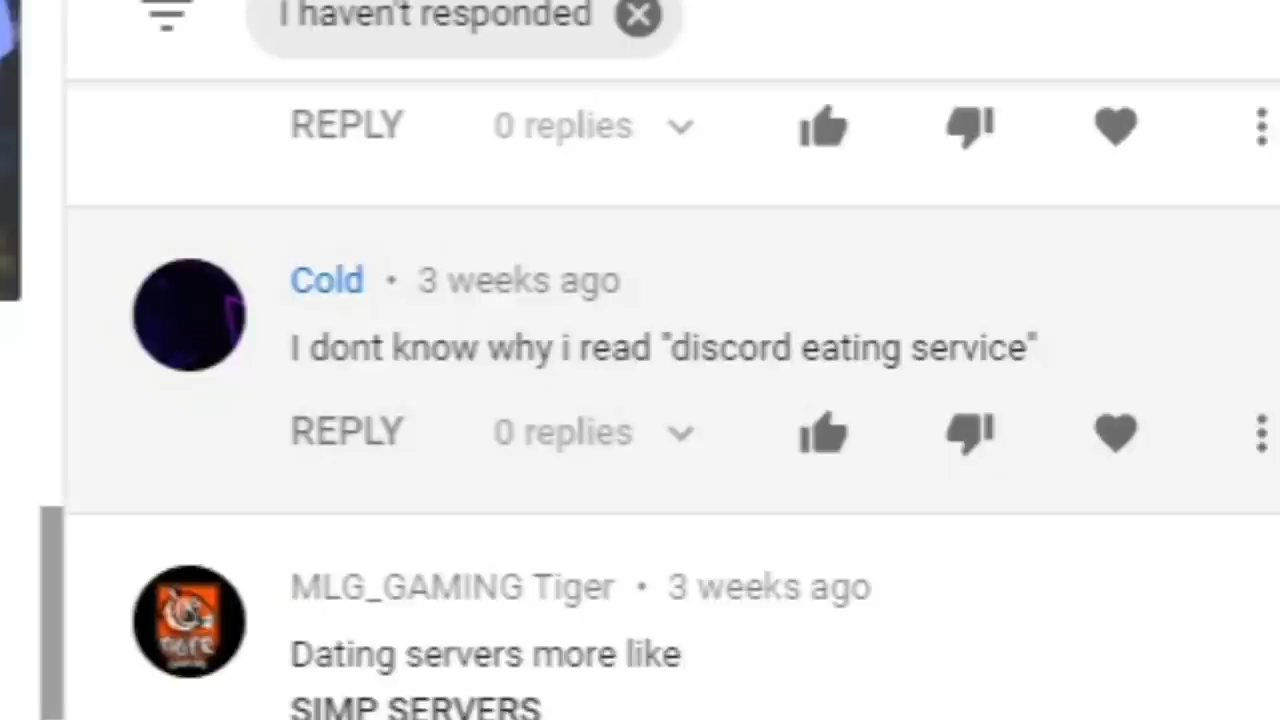 I haven't responded
REPLY 0 replies
Cold • 3 weeks ago
I dont know why i read "discord eating service"
REPLY 0 replies
MLG_GAMING Tiger • 3 weeks ago
Dating servers more like
SIMP SERVERS